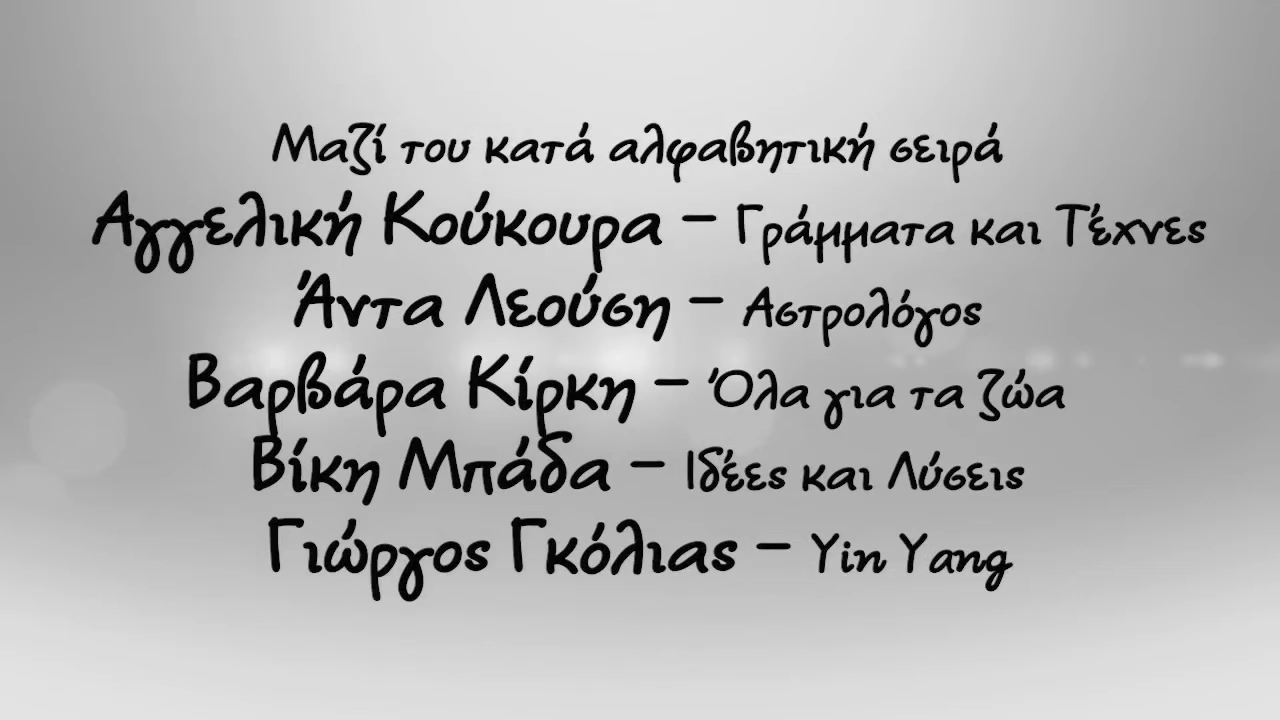 Μαζί του κατά αλφαβητική σειρά
Αγγελική Κούκουρα – Γράμματα και Τέχνες
Άντα Λεούση – Αστρολόγος
Βαρβάρα Κίρκη – Όλα για τα ζώα
Βίκη Μπάδα – Ιδέες και Λύσεις
Γιώργος Γκόλιας – Yin Yang